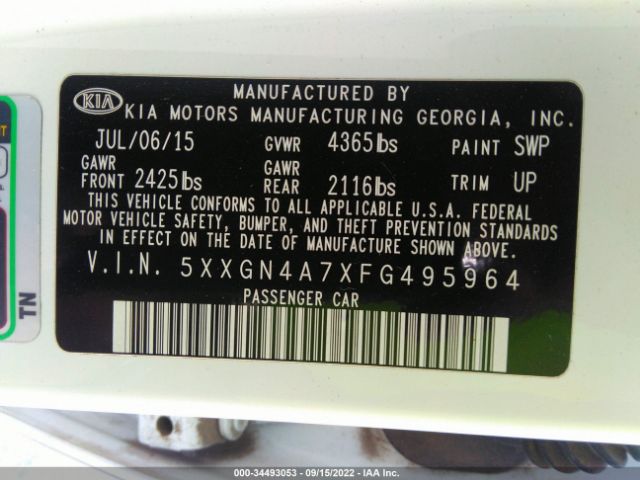 MANUFACTURED BY
KIA KIA MOTORS MANUFACTURING GEORGIA, INC.
JUL/06/15 GVWR 4365lbs PAINT SWP
GAWR FRONT 2425lbs GAWR REAR 2116lbs TRIM UP
THIS VEHICLE CONFORMS TO ALL APPLICABLE U.S.A. FEDERAL
MOTOR VEHICLE SAFETY, BUMPER, AND THEFT PREVENTION STANDARDS
IN EFFECT ON THE DATE OF MANUFACTURE SHOWN ABOVE.
V.I.N. 5XXGN4A7XFG495964
PASSENGER CAR
TN
000-34493053 - 09/15/2022 - IAA Inc.